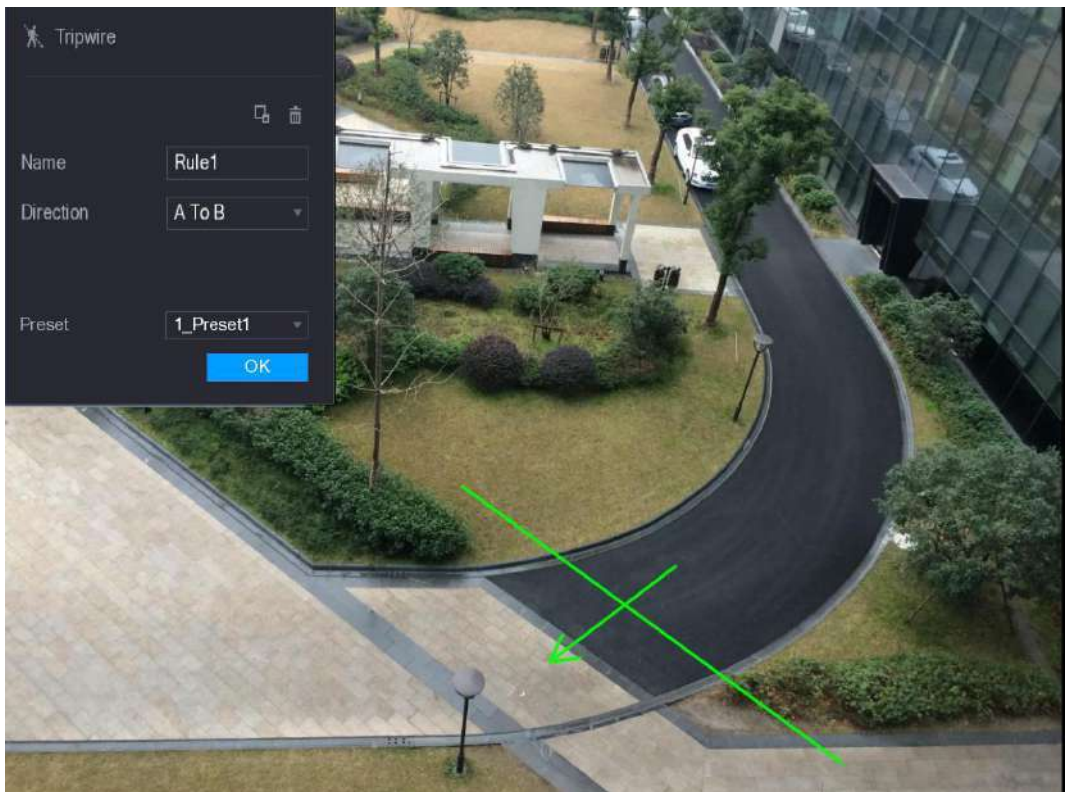 Tripwire
Name Rule1
Direction A To B
Preset 1_Preset1
OK